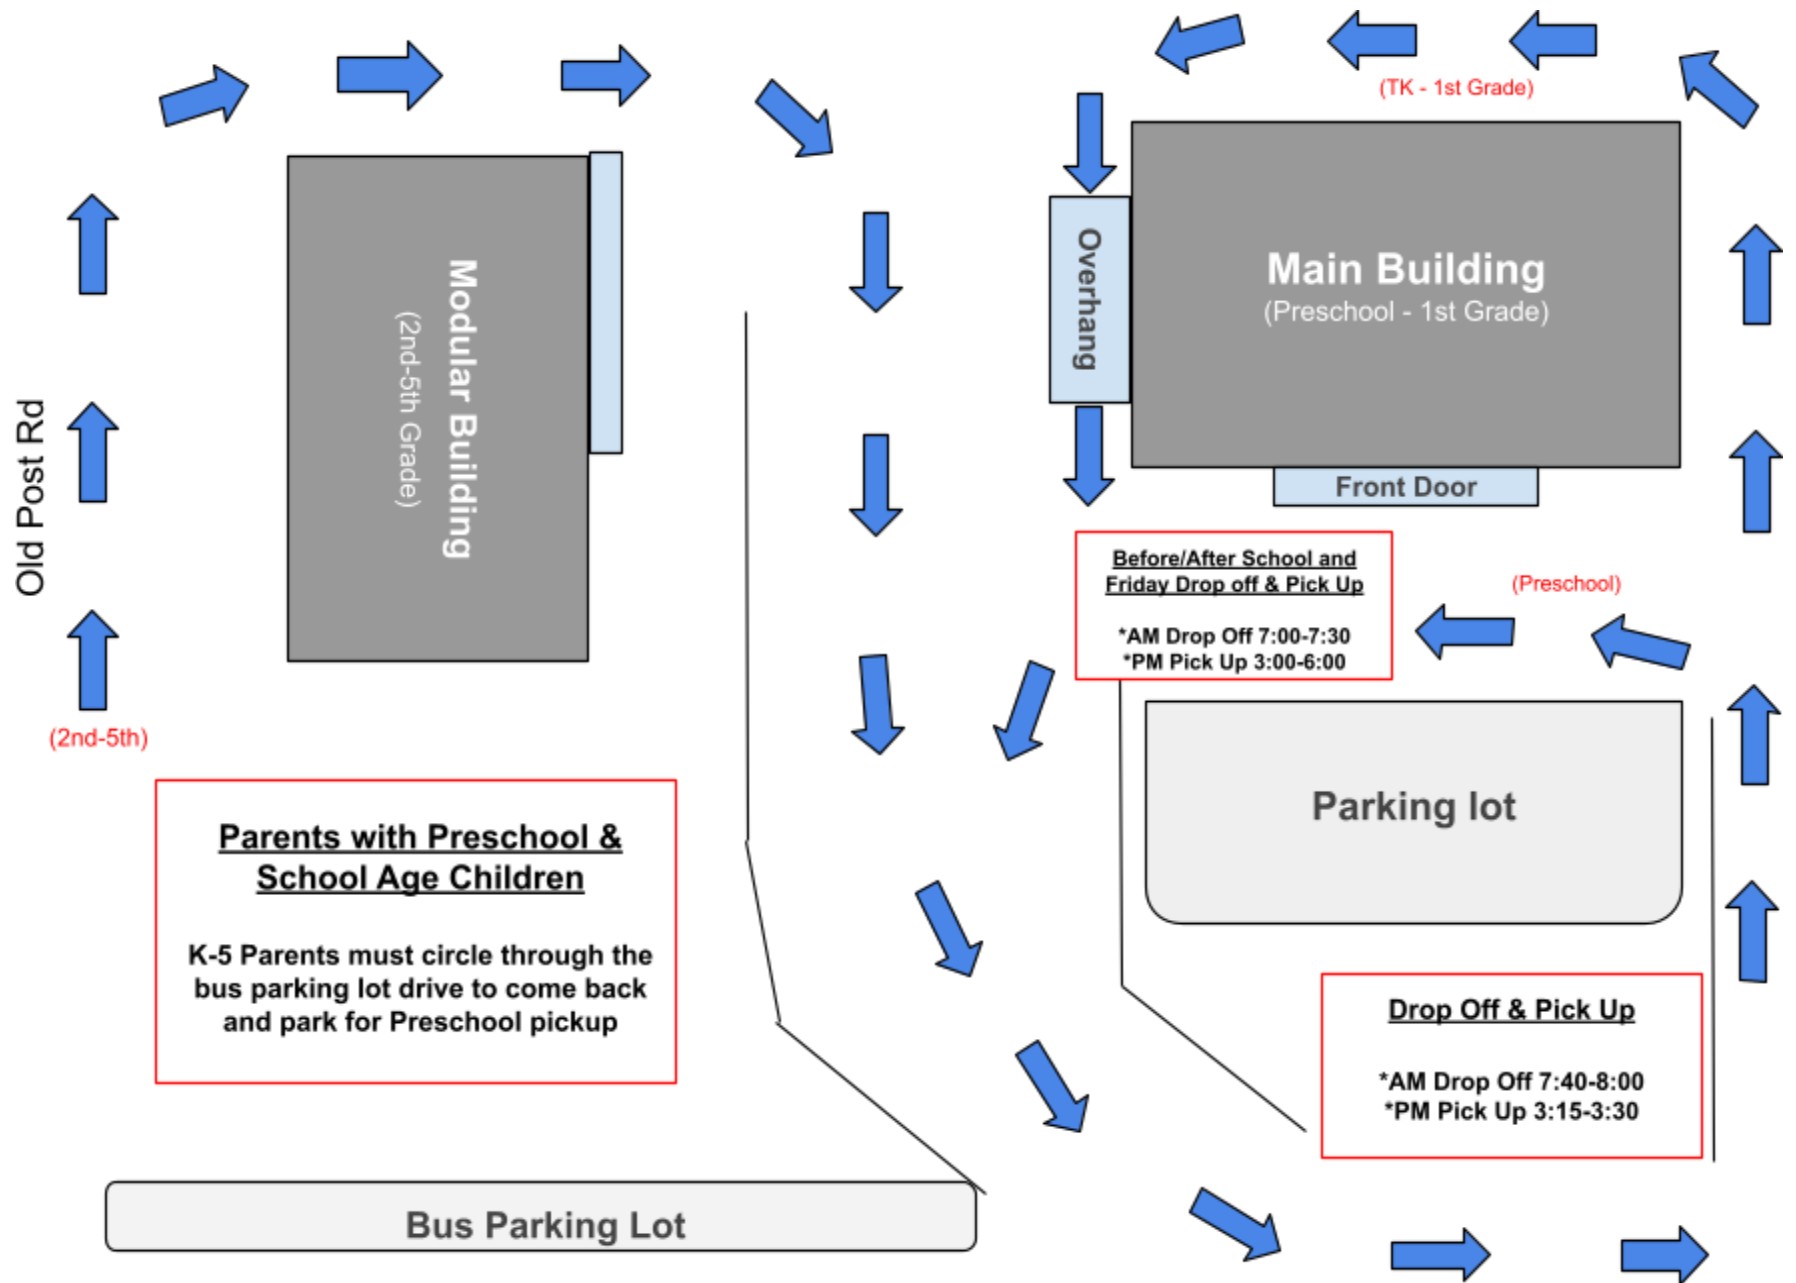 (TK - 1st Grade)
Main Building
(Preschool - 1st Grade)
Overhang
Front Door
Modular Building
(2nd-5th Grade)
Old Post Rd
(2nd-5th)
Before/After School and
Friday Drop off & Pick Up
*AM Drop Off 7:00-7:30
*PM Pick Up 3:00-6:00
(Preschool)
Parking lot
Parents with Preschool &
School Age Children
K-5 Parents must circle through the
bus parking lot drive to come back
and park for Preschool pickup
Drop Off & Pick Up
*AM Drop Off 7:40-8:00
*PM Pick Up 3:15-3:30
Bus Parking Lot